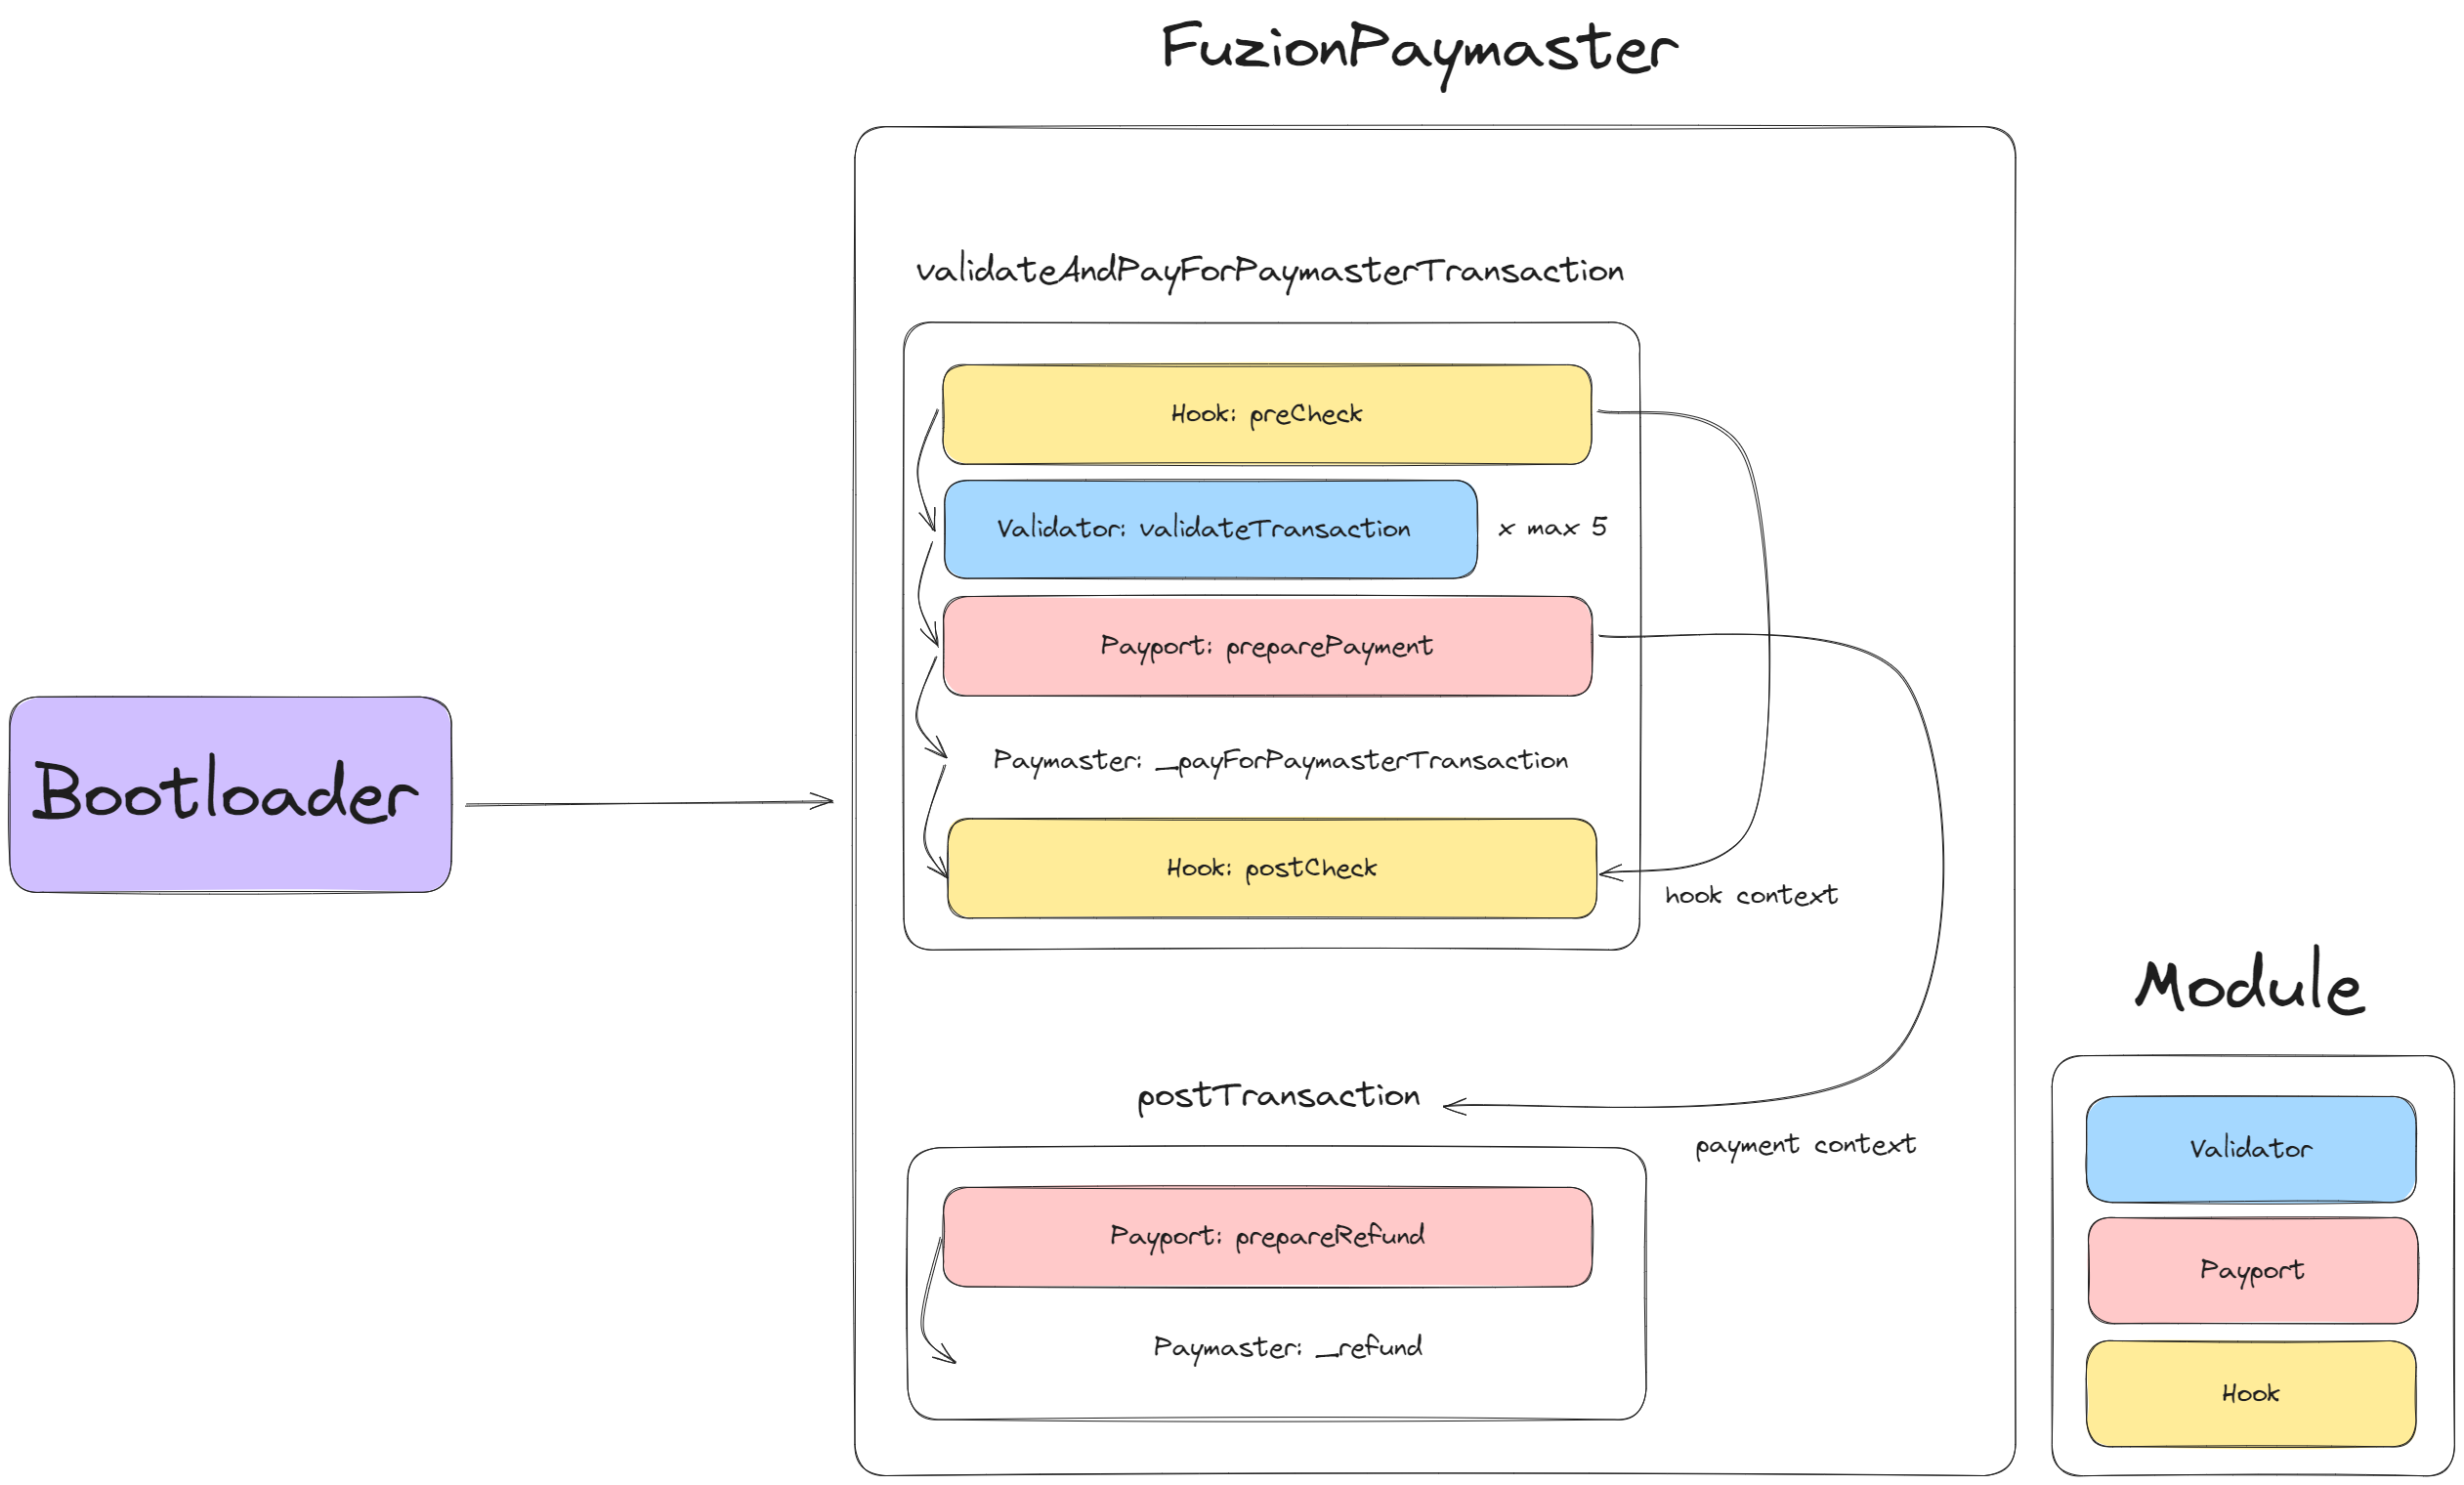 FuzionPaymaster
validateAndPayForPaymasterTransaction
Hook: preCheck
Validator: validateTransaction
x max 5
Payport: preparePayment
Paymaster: _payForPaymasterTransaction
Bootloader
Hook: postCheck
hook context
postTransaction
payment context
Payport: prepareRefund
Paymaster: _refund
Module
Validator
Payport
Hook